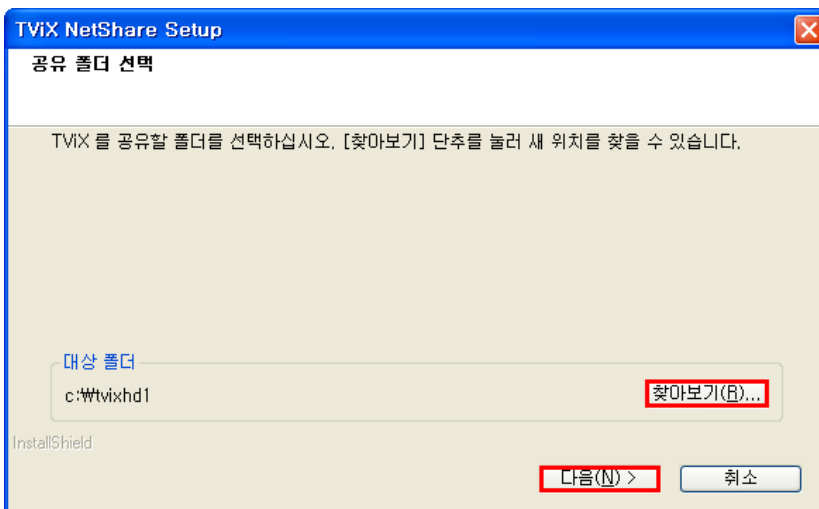 TViX NetShare Setup
공유 폴더 선택
TViX 를 공유할 폴더를 선택하십시오. [찾아보기] 단추를 눌러 새 위치를 찾을 수 있습니다.
대상 폴더
c:₩tvixhd1
찾아보기(R)...
InstallShield
다음(N) >
취소